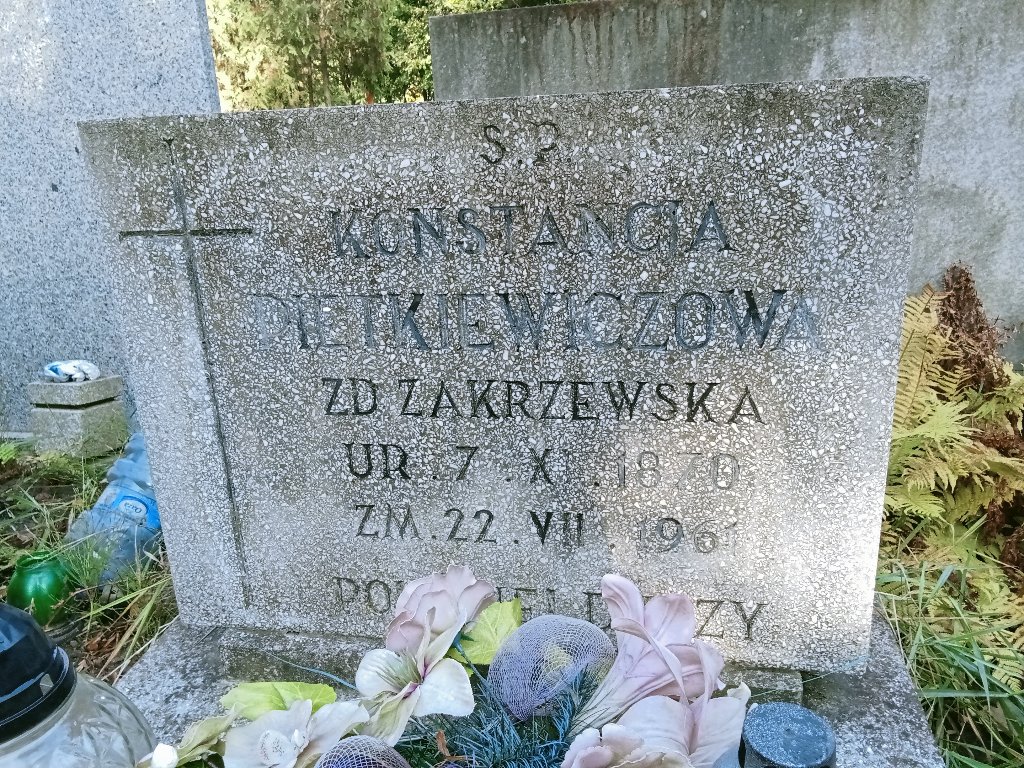 S.P
KONSTANCJA
PIETKIEWICZOWA
ZD ZAKRZEWSKA
UR.7.XI.1870
ZM.22.VII.1961